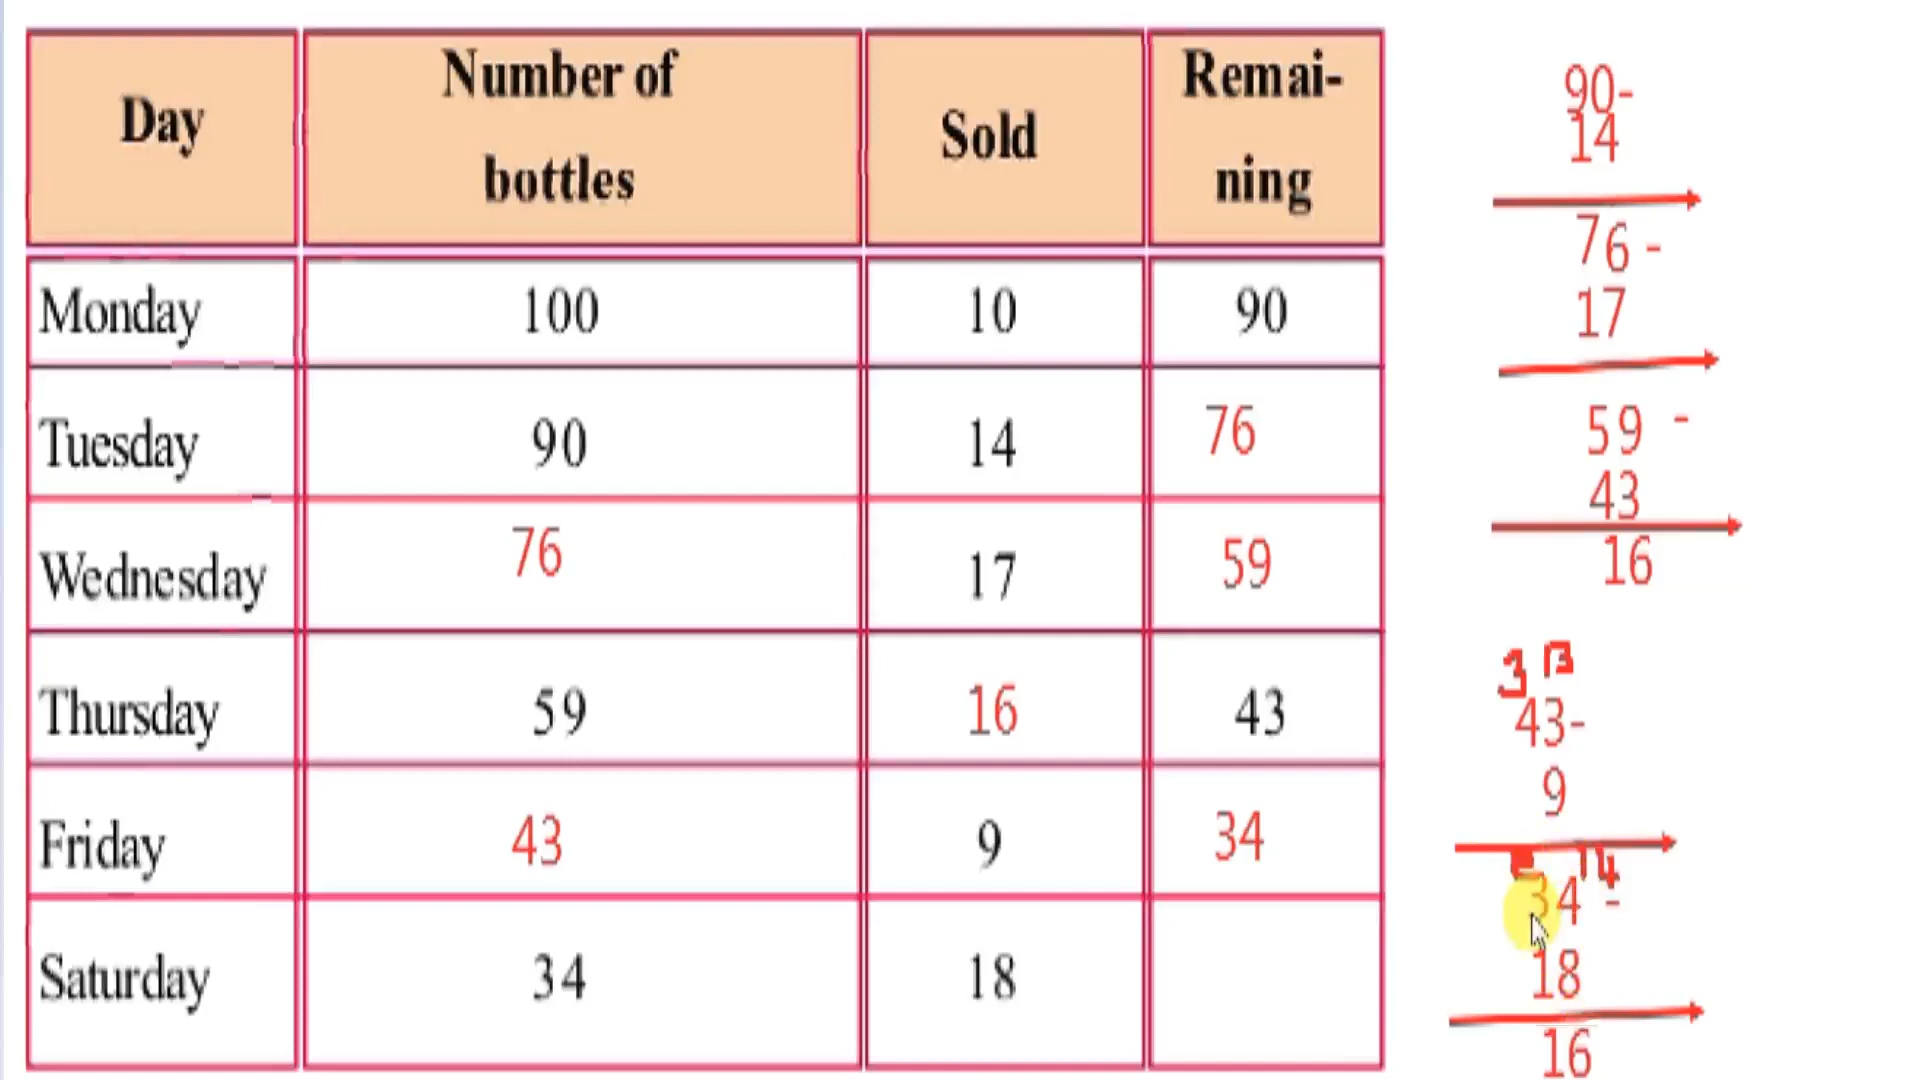 Day
Number of
bottles
Sold
Remai-
ning
Monday 100 10 90
Tuesday 90 14 76
Wednesday 76 17 59
Thursday 59 16 43
Friday 43 9 34
Saturday 34 18
90-
14
76 -
17
59 -
43
16
3 13
43-
9
14
34 -
18
16